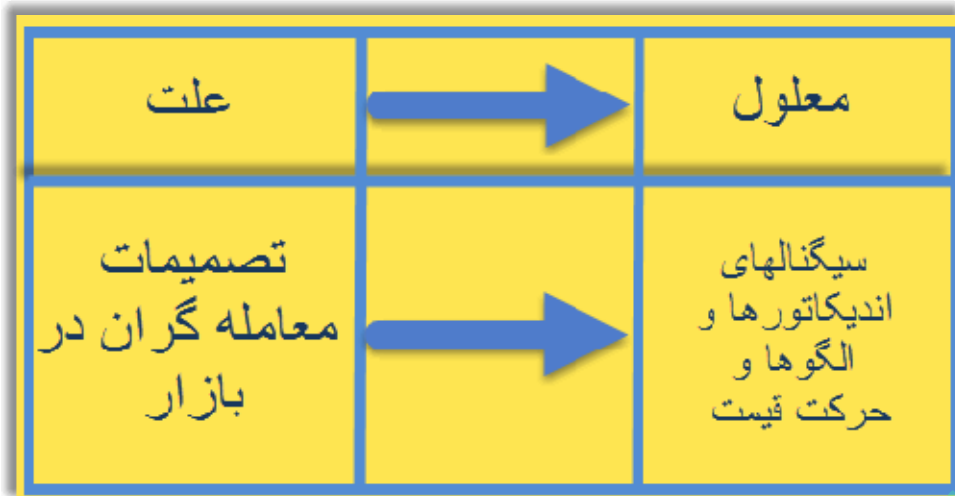 علت
معلول
تصمیمات
معامله گران در
بازار
سیگنالهای
اندیکاتورها و
الگوها و
حرکت قیمت